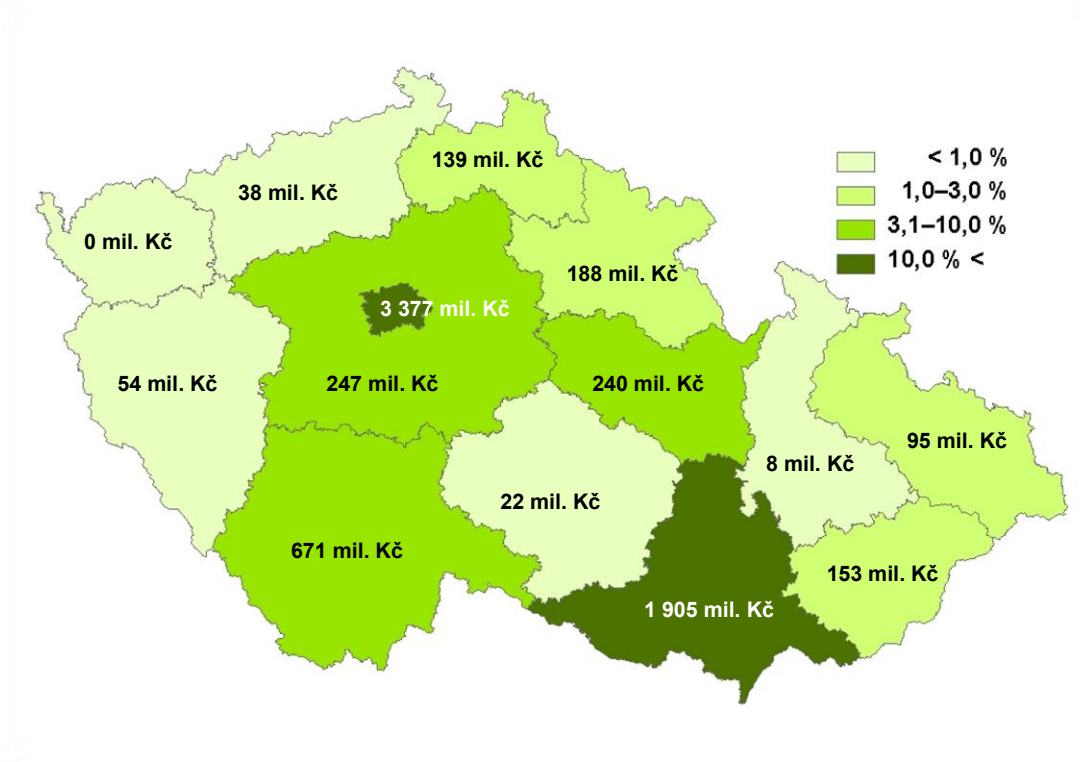 139 mil. Kč
38 mil. Kč
0 mil. Kč
188 mil. Kč
3 377 mil. Kč
54 mil. Kč
247 mil. Kč
240 mil. Kč
95 mil. Kč
8 mil. Kč
22 mil. Kč
671 mil. Kč
153 mil. Kč
1 905 mil. Kč
< 1,0 %
1,0–3,0 %
3,1–10,0 %
10,0 % <